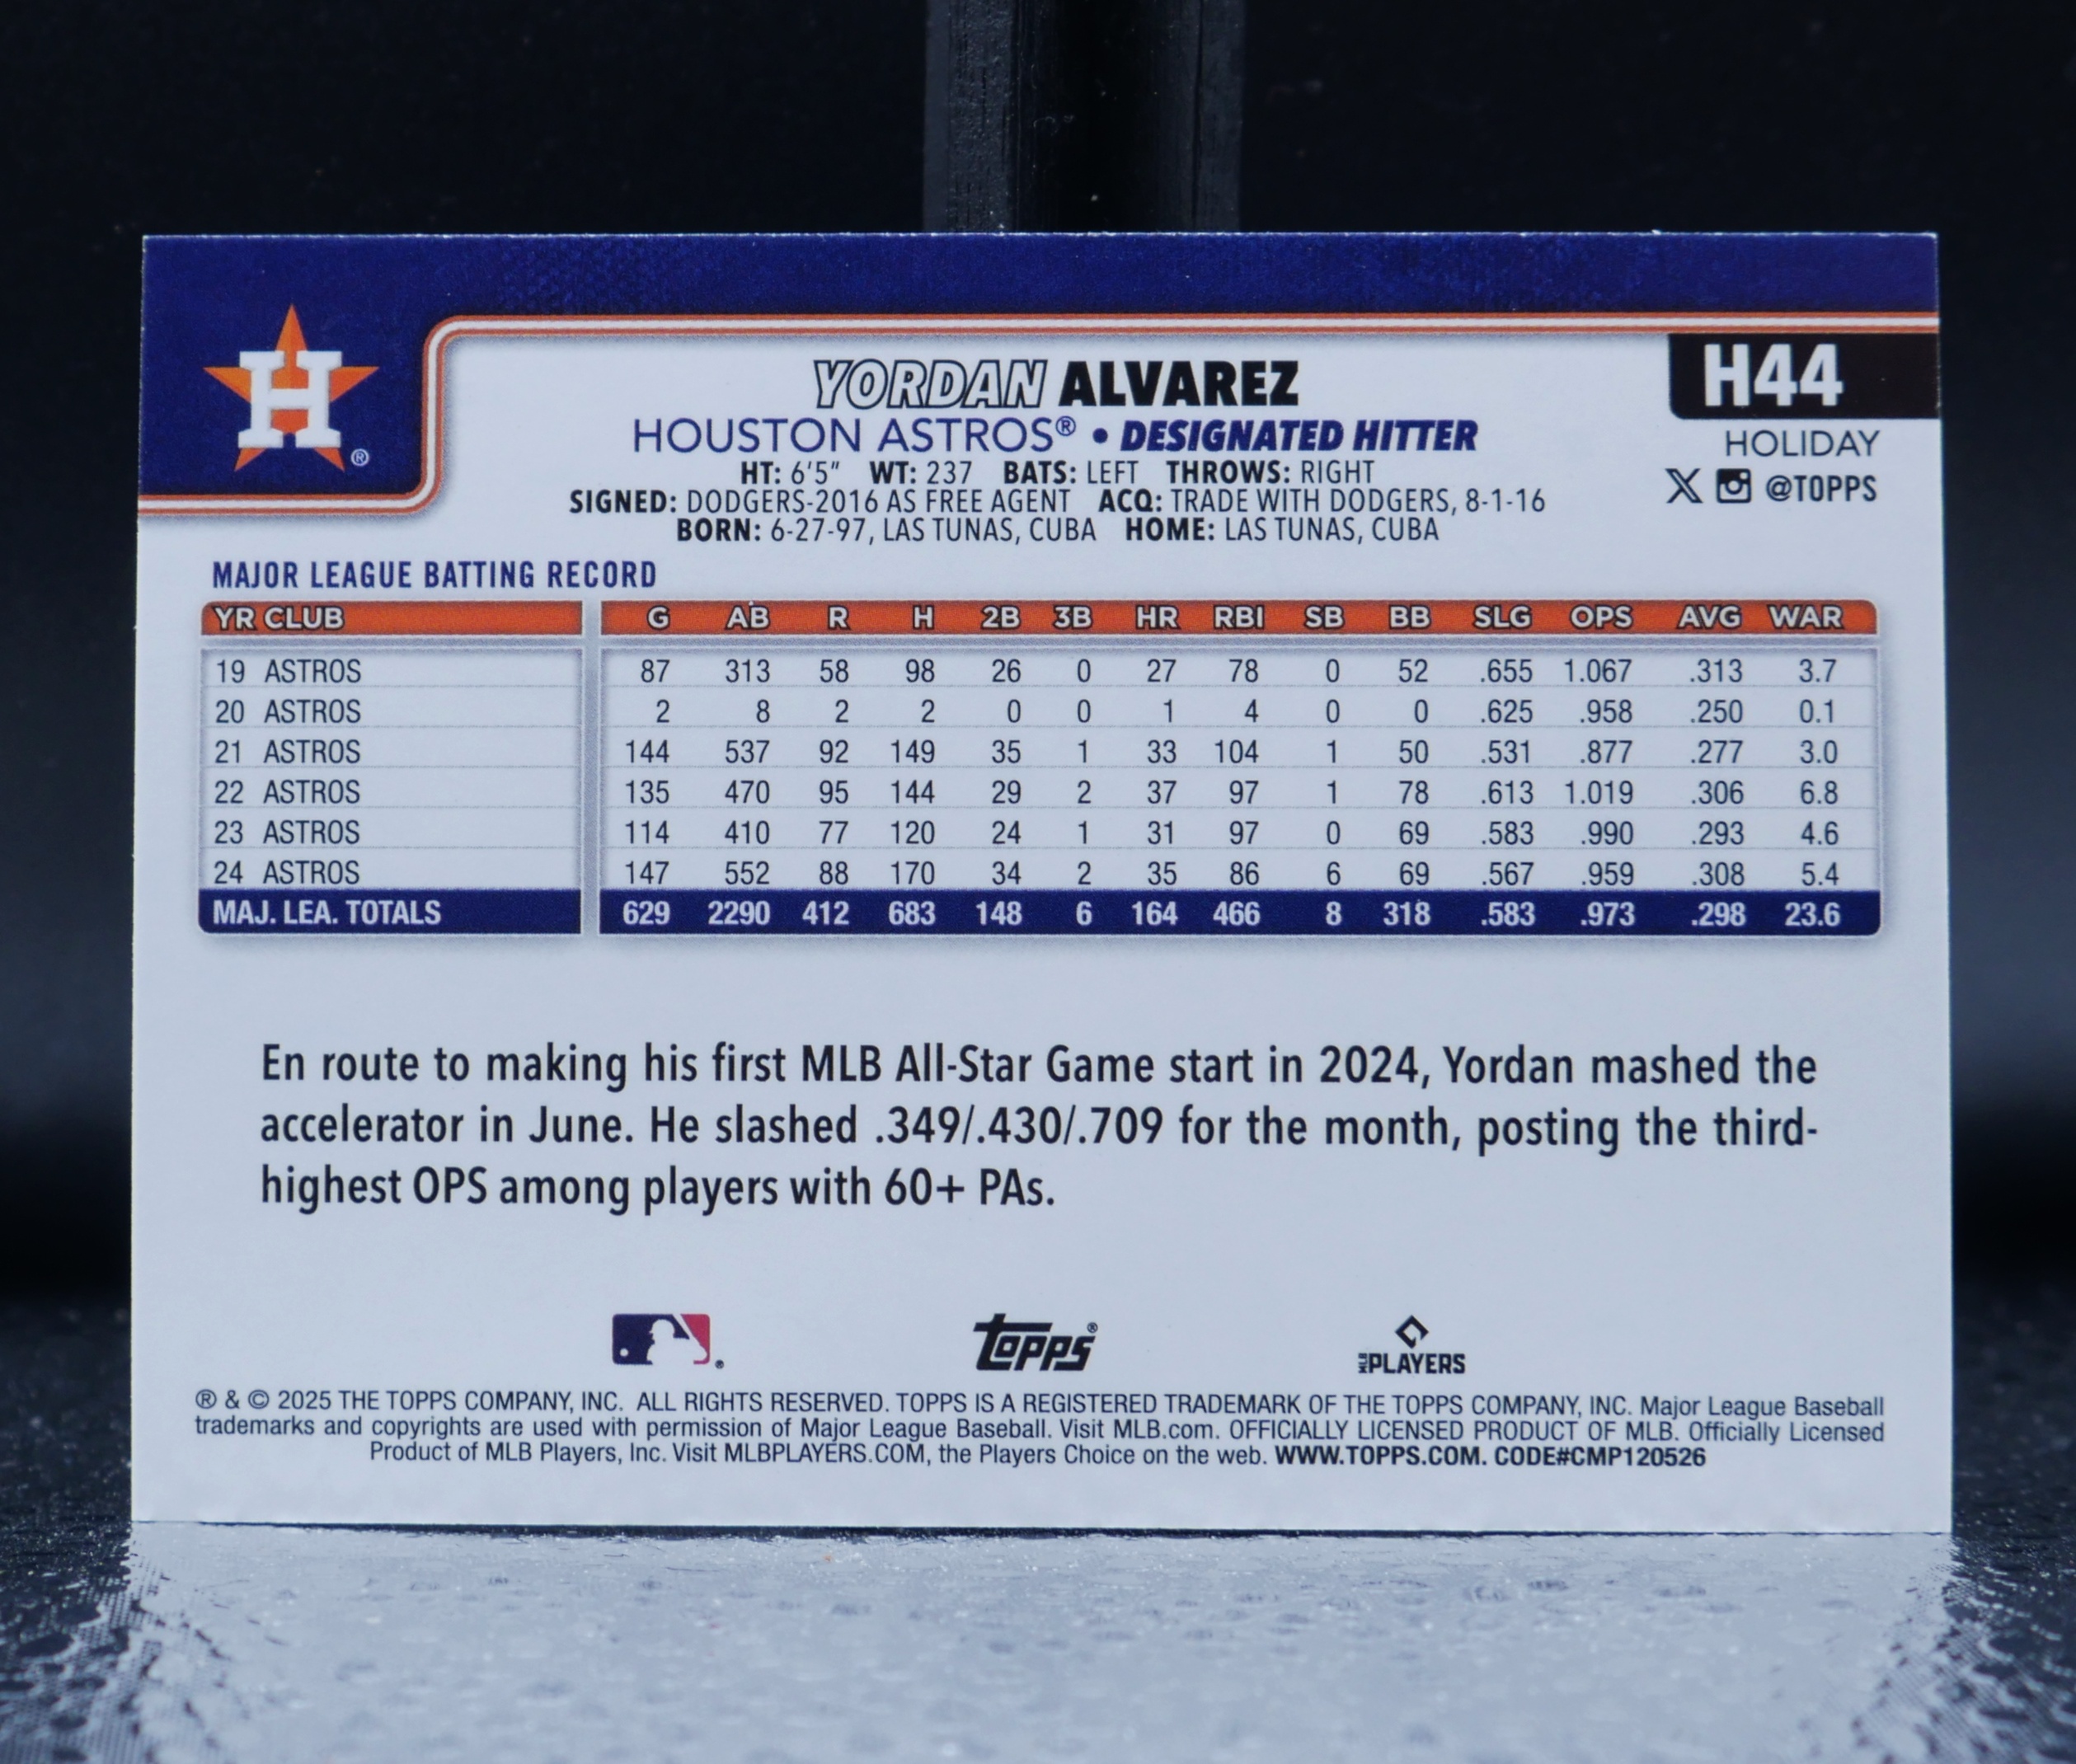 H ®
YORDAN ALVAREZ
H44
HOUSTON ASTROS® • DESIGNATED HITTER
HOLIDAY
HT: 6'5" WT: 237 BATS: LEFT THROWS: RIGHT
@TOPPS
SIGNED: DODGERS-2016 AS FREE AGENT ACQ: TRADE WITH DODGERS, 8-1-16
BORN: 6-27-97, LAS TUNAS, CUBA HOME: LAS TUNAS, CUBA
MAJOR LEAGUE BATTING RECORD
YR CLUB G AB R H 2B 3B HR RBI SB BB SLG OPS AVG WAR
19 ASTROS 87 313 58 98 26 0 27 78 0 52 .655 1.067 .313 3.7
20 ASTROS 2 8 2 2 0 0 1 4 0 0 .625 .958 .250 0.1
21 ASTROS 144 537 92 149 35 1 33 104 1 50 .531 .877 .277 3.0
22 ASTROS 135 470 95 144 29 2 37 97 1 78 .613 1.019 .306 6.8
23 ASTROS 114 410 77 120 24 1 31 97 0 69 .583 .990 .293 4.6
24 ASTROS 147 552 88 170 34 2 35 86 6 69 .567 .959 .308 5.4
MAJ. LEA. TOTALS 629 2290 412 683 148 6 164 466 8 318 .583 .973 .298 23.6
En route to making his first MLB All-Star Game start in 2024, Yordan mashed the
accelerator in June. He slashed .349/.430/.709 for the month, posting the third-
highest OPS among players with 60+ PAs.
TOPPS® MLB PLAYERS
® & © 2025 THE TOPPS COMPANY, INC. ALL RIGHTS RESERVED. TOPPS IS A REGISTERED TRADEMARK OF THE TOPPS COMPANY, INC. Major League Baseball
trademarks and copyrights are used with permission of Major League Baseball. Visit MLB.com. OFFICIALLY LICENSED PRODUCT OF MLB. Officially Licensed
Product of MLB Players, Inc. Visit MLBPLAYERS.COM, the Players Choice on the web. WWW.TOPPS.COM. CODE#CMP120526